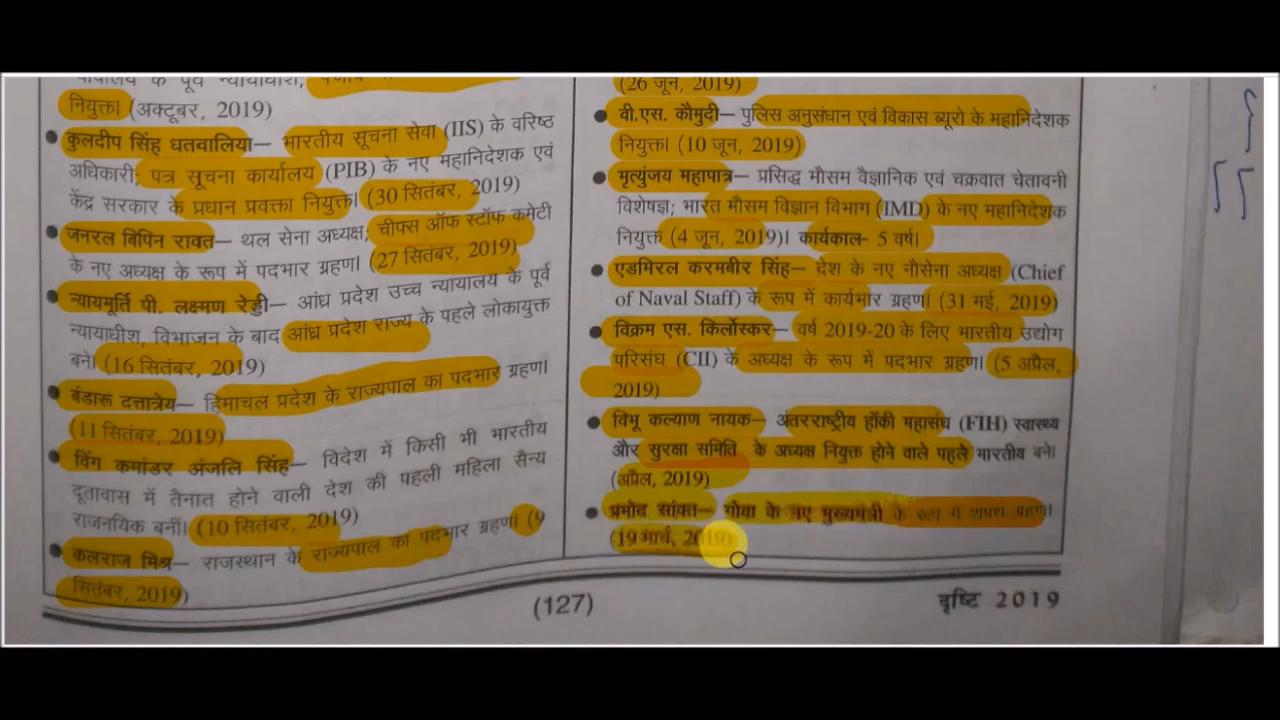 के पूर्व न्यायाधीश;
नियुक्त। (अक्टूबर, 2019)
कुलदीप सिंह धतवालिया— भारतीय सूचना सेवा (IIS) के वरिष्ठ
अधिकारी; पत्र सूचना कार्यालय (PIB) के नए महानिदेशक एवं
केंद्र सरकार के प्रधान प्रवक्ता नियुक्त। (30 सितंबर, 2019)
जनरल बिपिन रावत— थल सेना अध्यक्ष; चीफ्स ऑफ स्टॉफ कमेटी
के नए अध्यक्ष के रूप में पदभार ग्रहण। (27 सितंबर, 2019)
न्यायमूर्ति पी. लक्ष्मण रेड्डी— आंध्र प्रदेश उच्च न्यायालय के पूर्व
न्यायाधीश, विभाजन के बाद आंध्र प्रदेश राज्य के पहले लोकायुक्त
बने। (16 सितंबर, 2019)
बंडारू दत्तात्रेय— हिमाचल प्रदेश के राज्यपाल का पदभार ग्रहण।
(11 सितंबर, 2019)
विंग कमांडर अंजलि सिंह— विदेश में किसी भी भारतीय
दूतावास में तैनात होने वाली देश की पहली महिला सैन्य
राजनयिक बनीं। (10 सितंबर, 2019)
कलराज मिश्र— राजस्थान के राज्यपाल का पदभार ग्रहण। (9
सितंबर, 2019)
(26 जून, 2019)
वी.एस. कौमुदी— पुलिस अनुसंधान एवं विकास ब्यूरो के महानिदेशक
नियुक्त। (10 जून, 2019)
मृत्युंजय महापात्र— प्रसिद्ध मौसम वैज्ञानिक एवं चक्रवात चेतावनी
विशेषज्ञ; भारत मौसम विज्ञान विभाग (IMD) के नए महानिदेशक
नियुक्त (4 जून, 2019)। कार्यकाल- 5 वर्ष।
एडमिरल करमबीर सिंह— देश के नए नौसेना अध्यक्ष (Chief
of Naval Staff) के रूप में कार्यभार ग्रहण। (31 मई, 2019)
विक्रम एस. किर्लोस्कर— वर्ष 2019-20 के लिए भारतीय उद्योग
परिसंघ (CII) के अध्यक्ष के रूप में पदभार ग्रहण। (5 अप्रैल,
2019)
विभू कल्याण नायक— अंतरराष्ट्रीय हॉकी महासंघ (FIH) स्वास्थ्य
और सुरक्षा समिति के अध्यक्ष नियुक्त होने वाले पहले भारतीय बने।
(अप्रैल, 2019)
प्रमोद सांवत— गोवा के नए मुख्यमंत्री के रूप में शपथ ग्रहण।
(19 मार्च, 2019)
(127)
दृष्टि 2019